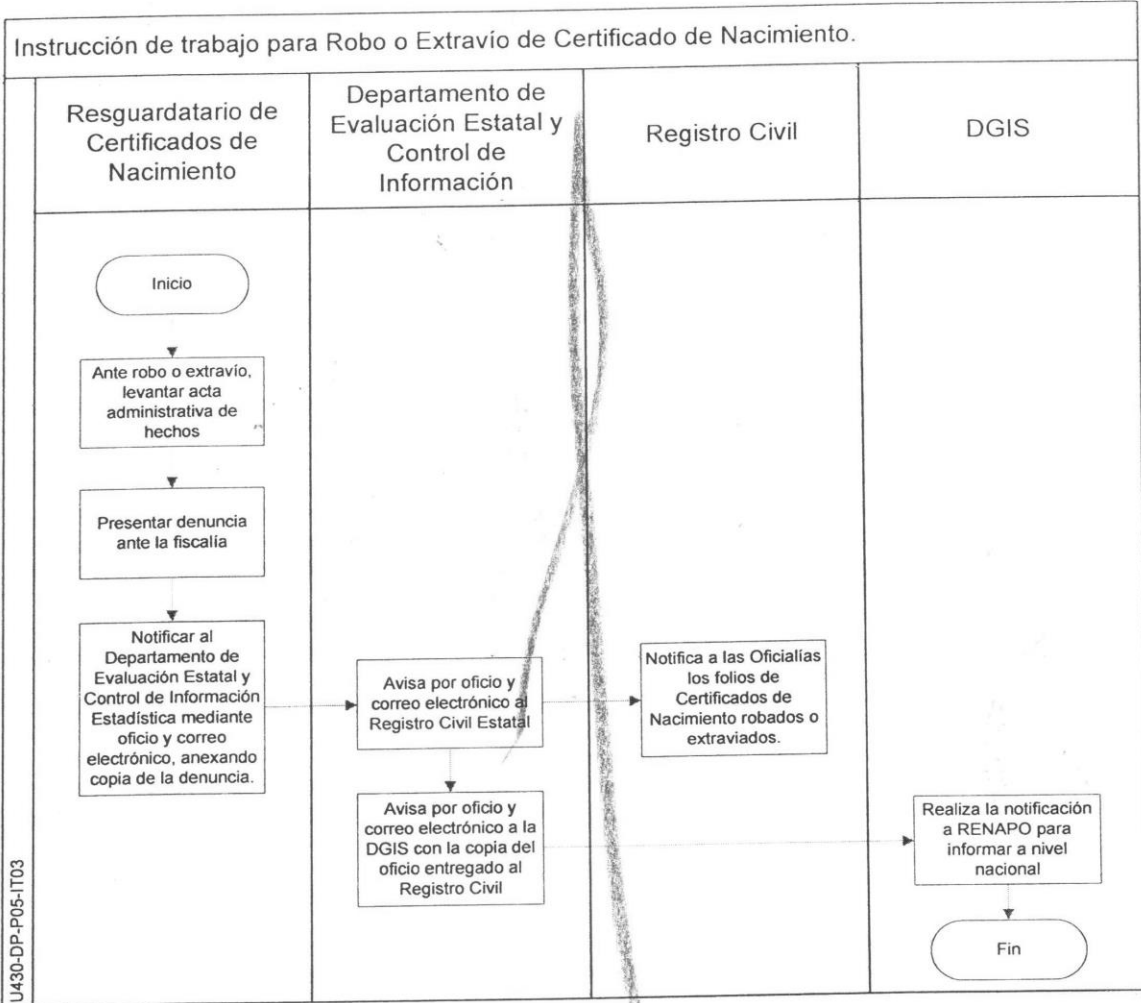 Instrucción de trabajo para Robo o Extravío de Certificado de Nacimiento.
Resguardatario de
Certificados de
Nacimiento
Departamento de
Evaluación Estatal y
Control de
Información
Registro Civil
DGIS
Inicio
Ante robo o extravío,
levantar acta
administrativa de
hechos
Presentar denuncia
ante la fiscalía
Notificar al
Departamento de
Evaluación Estatal y
Control de Información
Estadística mediante
oficio y correo
electrónico, anexando
copia de la denuncia.
Avisa por oficio y
correo electrónico al
Registro Civil Estatal
Notifica a las Oficialías
los folios de
Certificados de
Nacimiento robados o
extraviados.
Avisa por oficio y
correo electrónico a la
DGIS con la copia del
oficio entregado al
Registro Civil
Realiza la notificación
a RENAPO para
informar a nivel
nacional
Fin
U430-DP-P05-IT03